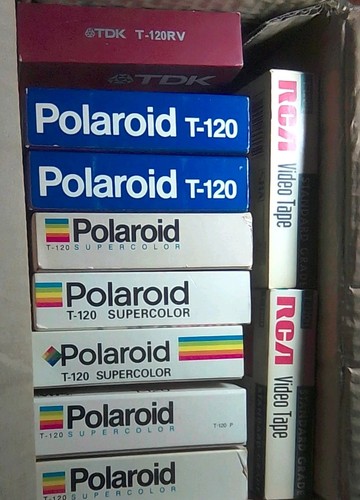 TDK T-120RV
TDK
Polaroid T-120
Polaroid T-120
Polaroid
T-120 SUPERCOLOR
Polaroid
T-120 SUPERCOLOR
Polaroid
T-120 SUPERCOLOR
Polaroid
T-120 SUPERCOLOR
T-120 P
Polaroid
T-120 SUPERCOLOR
RCA Video Tape
RCA Video Tape